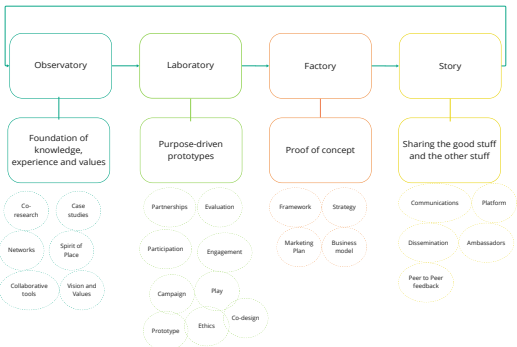 Observatory
Laboratory
Factory
Story
Foundation of
knowledge,
experience and values
Purpose-driven
prototypes
Proof of concept
Sharing the good stuff
and the other stuff
Co-
research
Case
studies
Networks
Spirit of
Place
Collaborative
tools
Vision and
Values
Partnerships
Evaluation
Participation
Engagement
Campaign
Play
Prototype
Ethics
Co-design
Framework
Strategy
Marketing
Plan
Business
model
Communications
Platform
Dissemination
Ambassadors
Peer to Peer
feedback